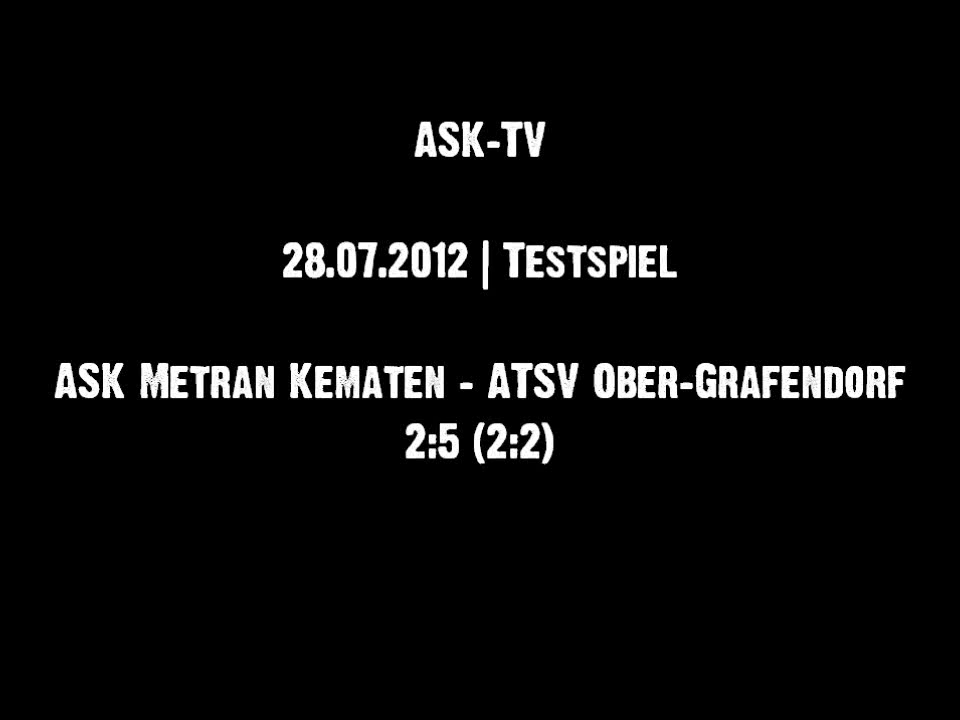 ASK-TV
28.07.2012 | Testspiel
ASK Metran Kematen - ATSV Ober-Grafendorf
2:5 (2:2)